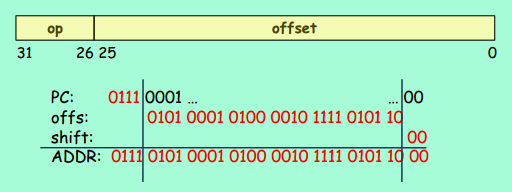 op offset
31 26 25 0
PC: 0111 0001 ... ... 00
offs: 0101 0001 0100 0010 1111 0101 10
shift: 00
ADDR: 0111 0101 0001 0100 0010 1111 0101 10 00